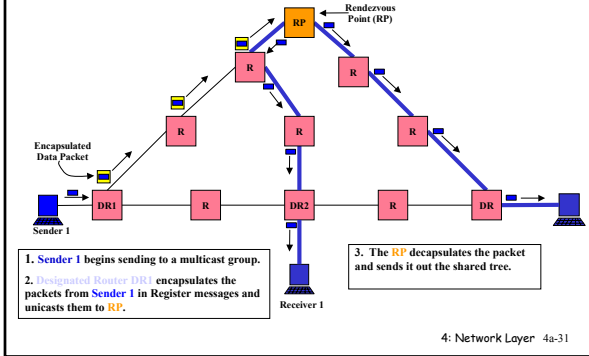 Rendezvous
Point (RP)
RP
R
R
R
R
R
Encapsulated
Data Packet
DR1
R
DR2
R
DR
Sender 1
Receiver 1
1. Sender 1 begins sending to a multicast group.
2. Designated Router DR1 encapsulates the
packets from Sender 1 in Register messages and
unicasts them to RP.
3. The RP decapsulates the packet
and sends it out the shared tree.
4: Network Layer 4a-31